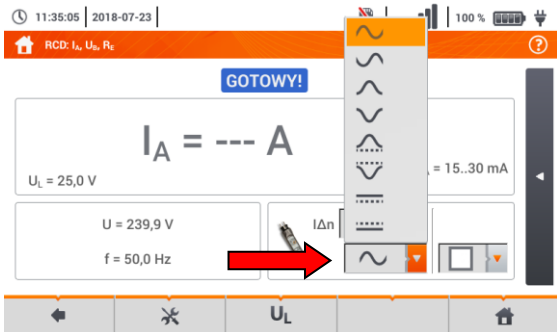 11:35:05 2018-07-23 100 %
RCD: IA, UB, RE
GOTOWY!
IA = --- A
UL = 25,0 V
= 15..30 mA
U = 239,9 V
IΔn
f = 50,0 Hz
UL